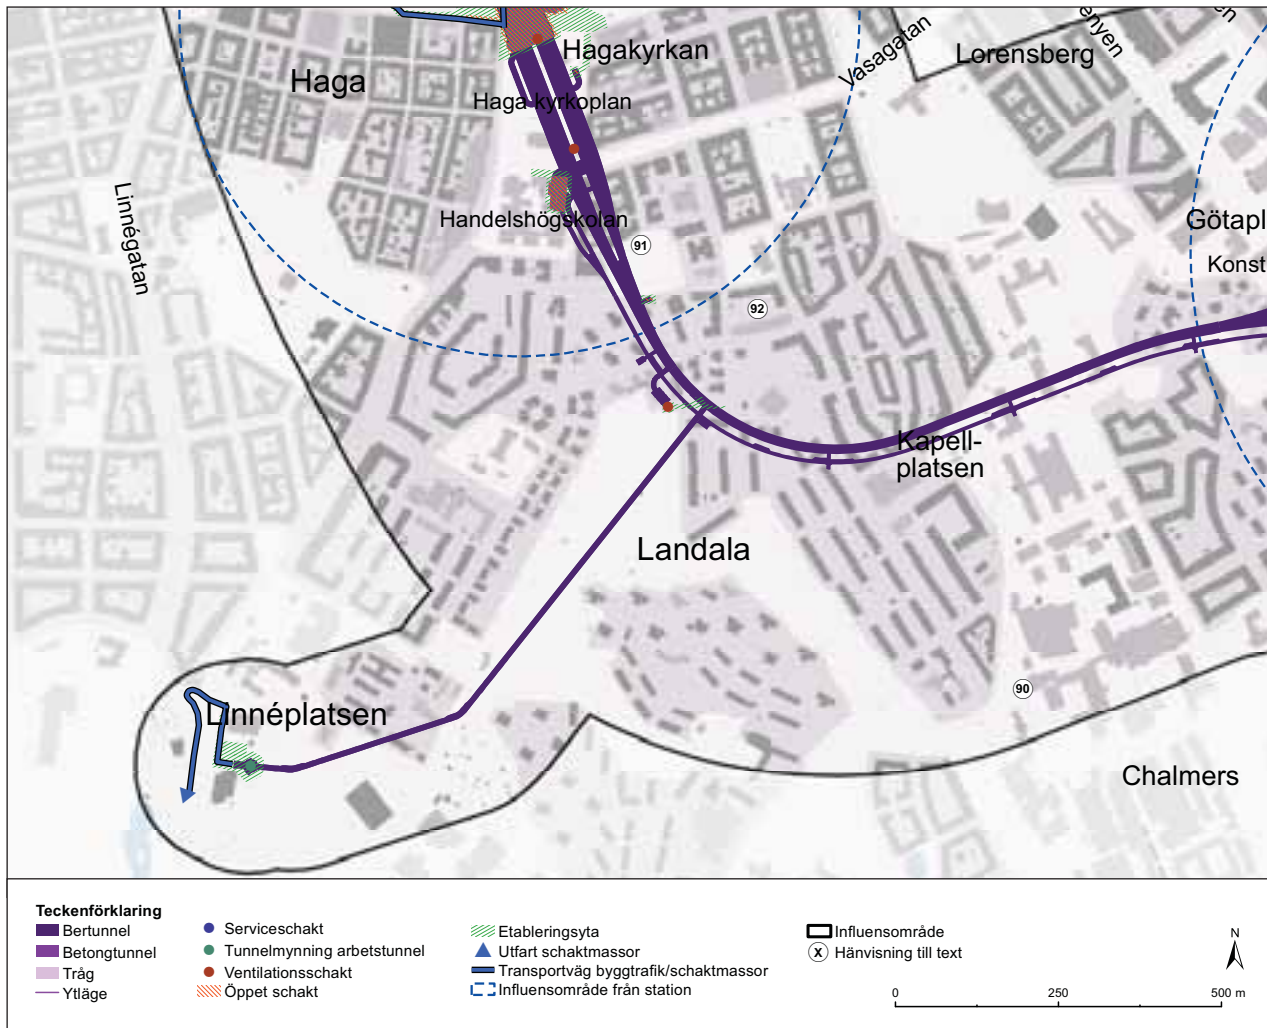 Hagakyrkan
Haga
Haga kyrkoplan
Vasagatan
Lorensberg
enyen
en
Linnégatan
Handelshögskolan
Götapl
Konst
91
92
Kapell-
platsen
Landala
90
Linnéplatsen
Chalmers
Teckenförklaring
Bertunnel
Betongtunnel
Tråg
Ytläge
Serviceschakt
Tunnelmynning arbetstunnel
Ventilationsschakt
Öppet schakt
Etableringsyta
Utfart schaktmassor
Transportväg byggtrafik/schaktmassor
Influensområde från station
Influensområde
X Hänvisning till text
N
0 250 500 m